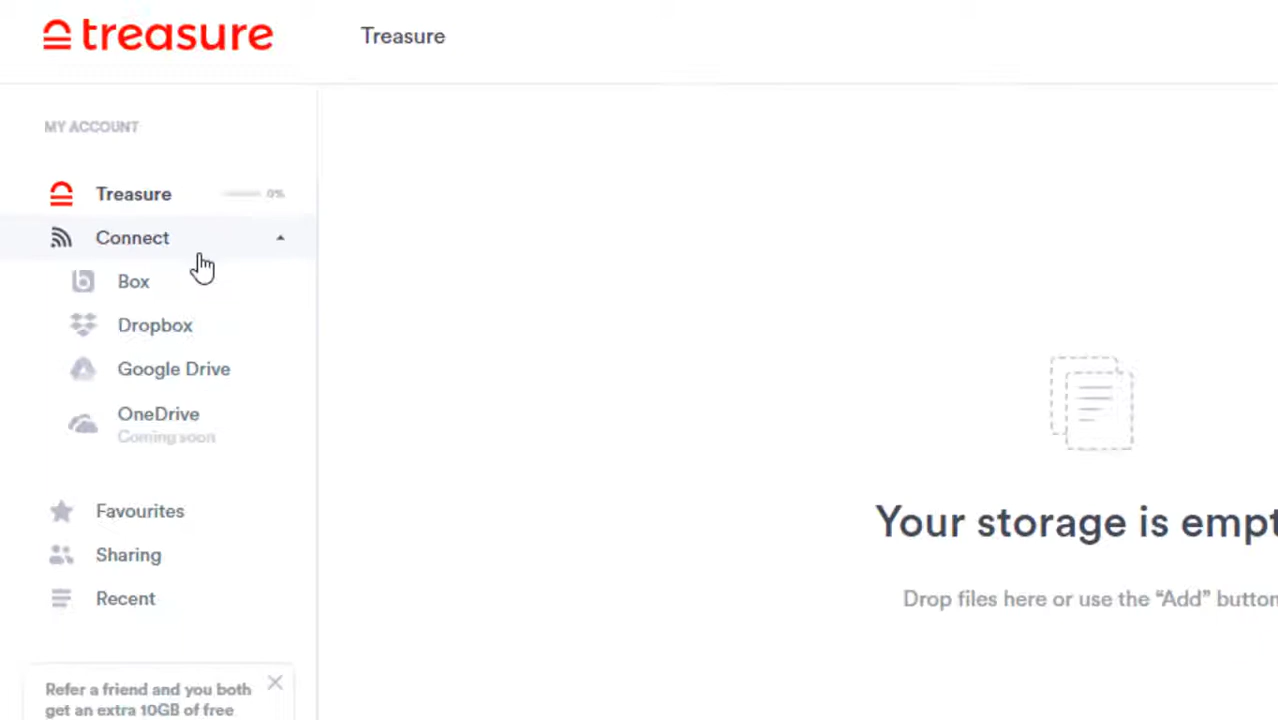 treasure
Treasure
MY ACCOUNT
Treasure 0%
Connect
Box
Dropbox
Google Drive
OneDrive
Coming soon
Favourites
Sharing
Recent
Refer a friend and you both
get an extra 10GB of free
Your storage is empt
Drop files here or use the “Add” button